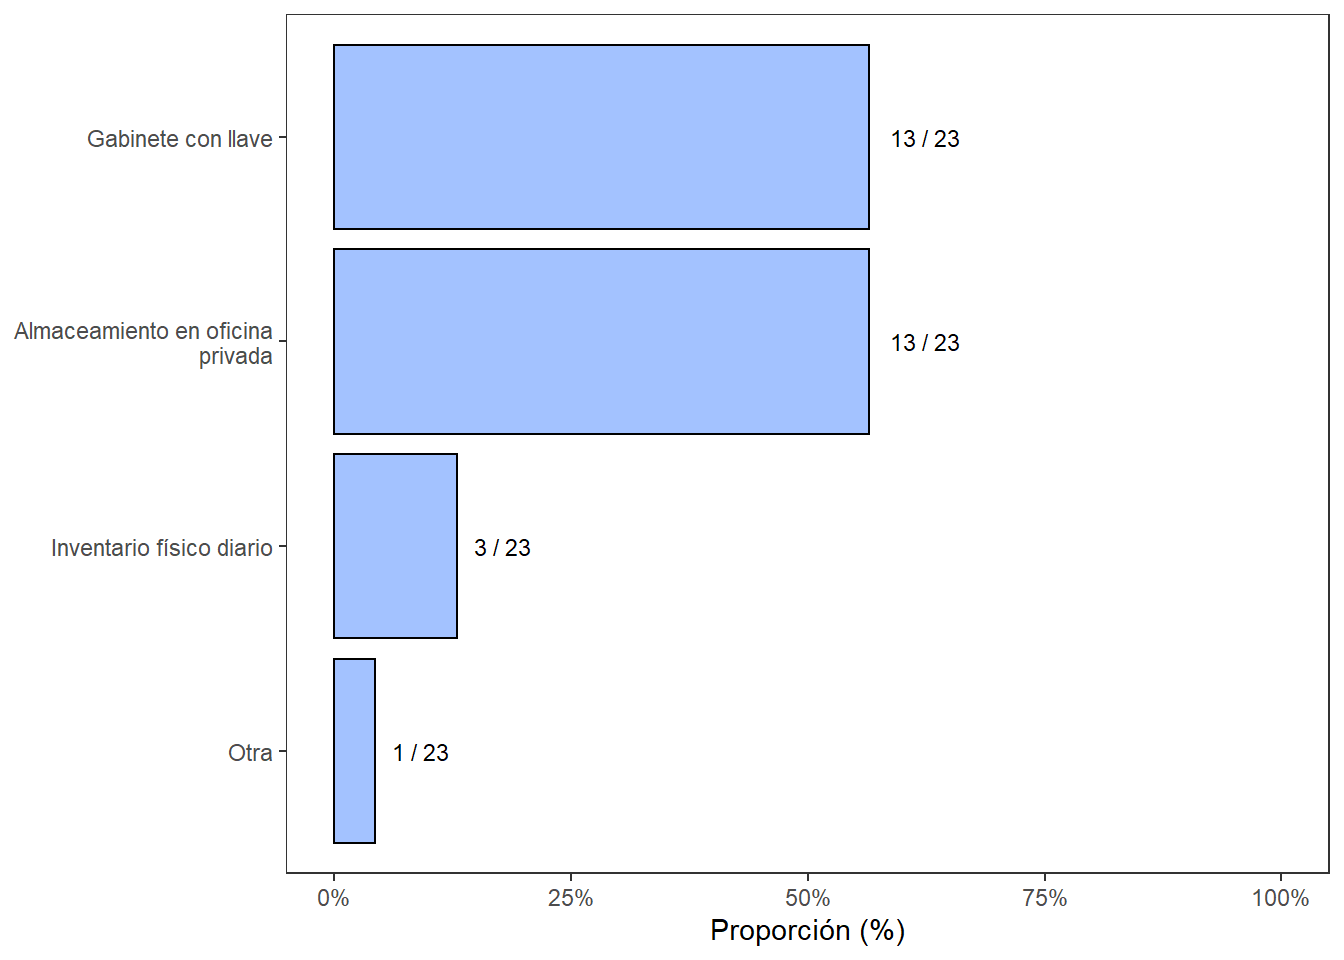 Gabinete con llave
13 / 23
Almaceamiento en oficina
privada
13 / 23
Inventario físico diario
3 / 23
Otra
1 / 23
0%
25%
50%
75%
100%
Proporción (%)